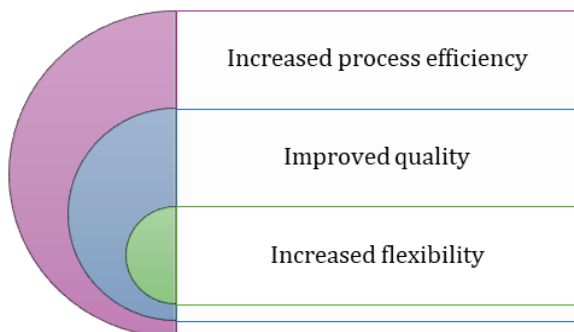 Increased process efficiency
Improved quality
Increased flexibility